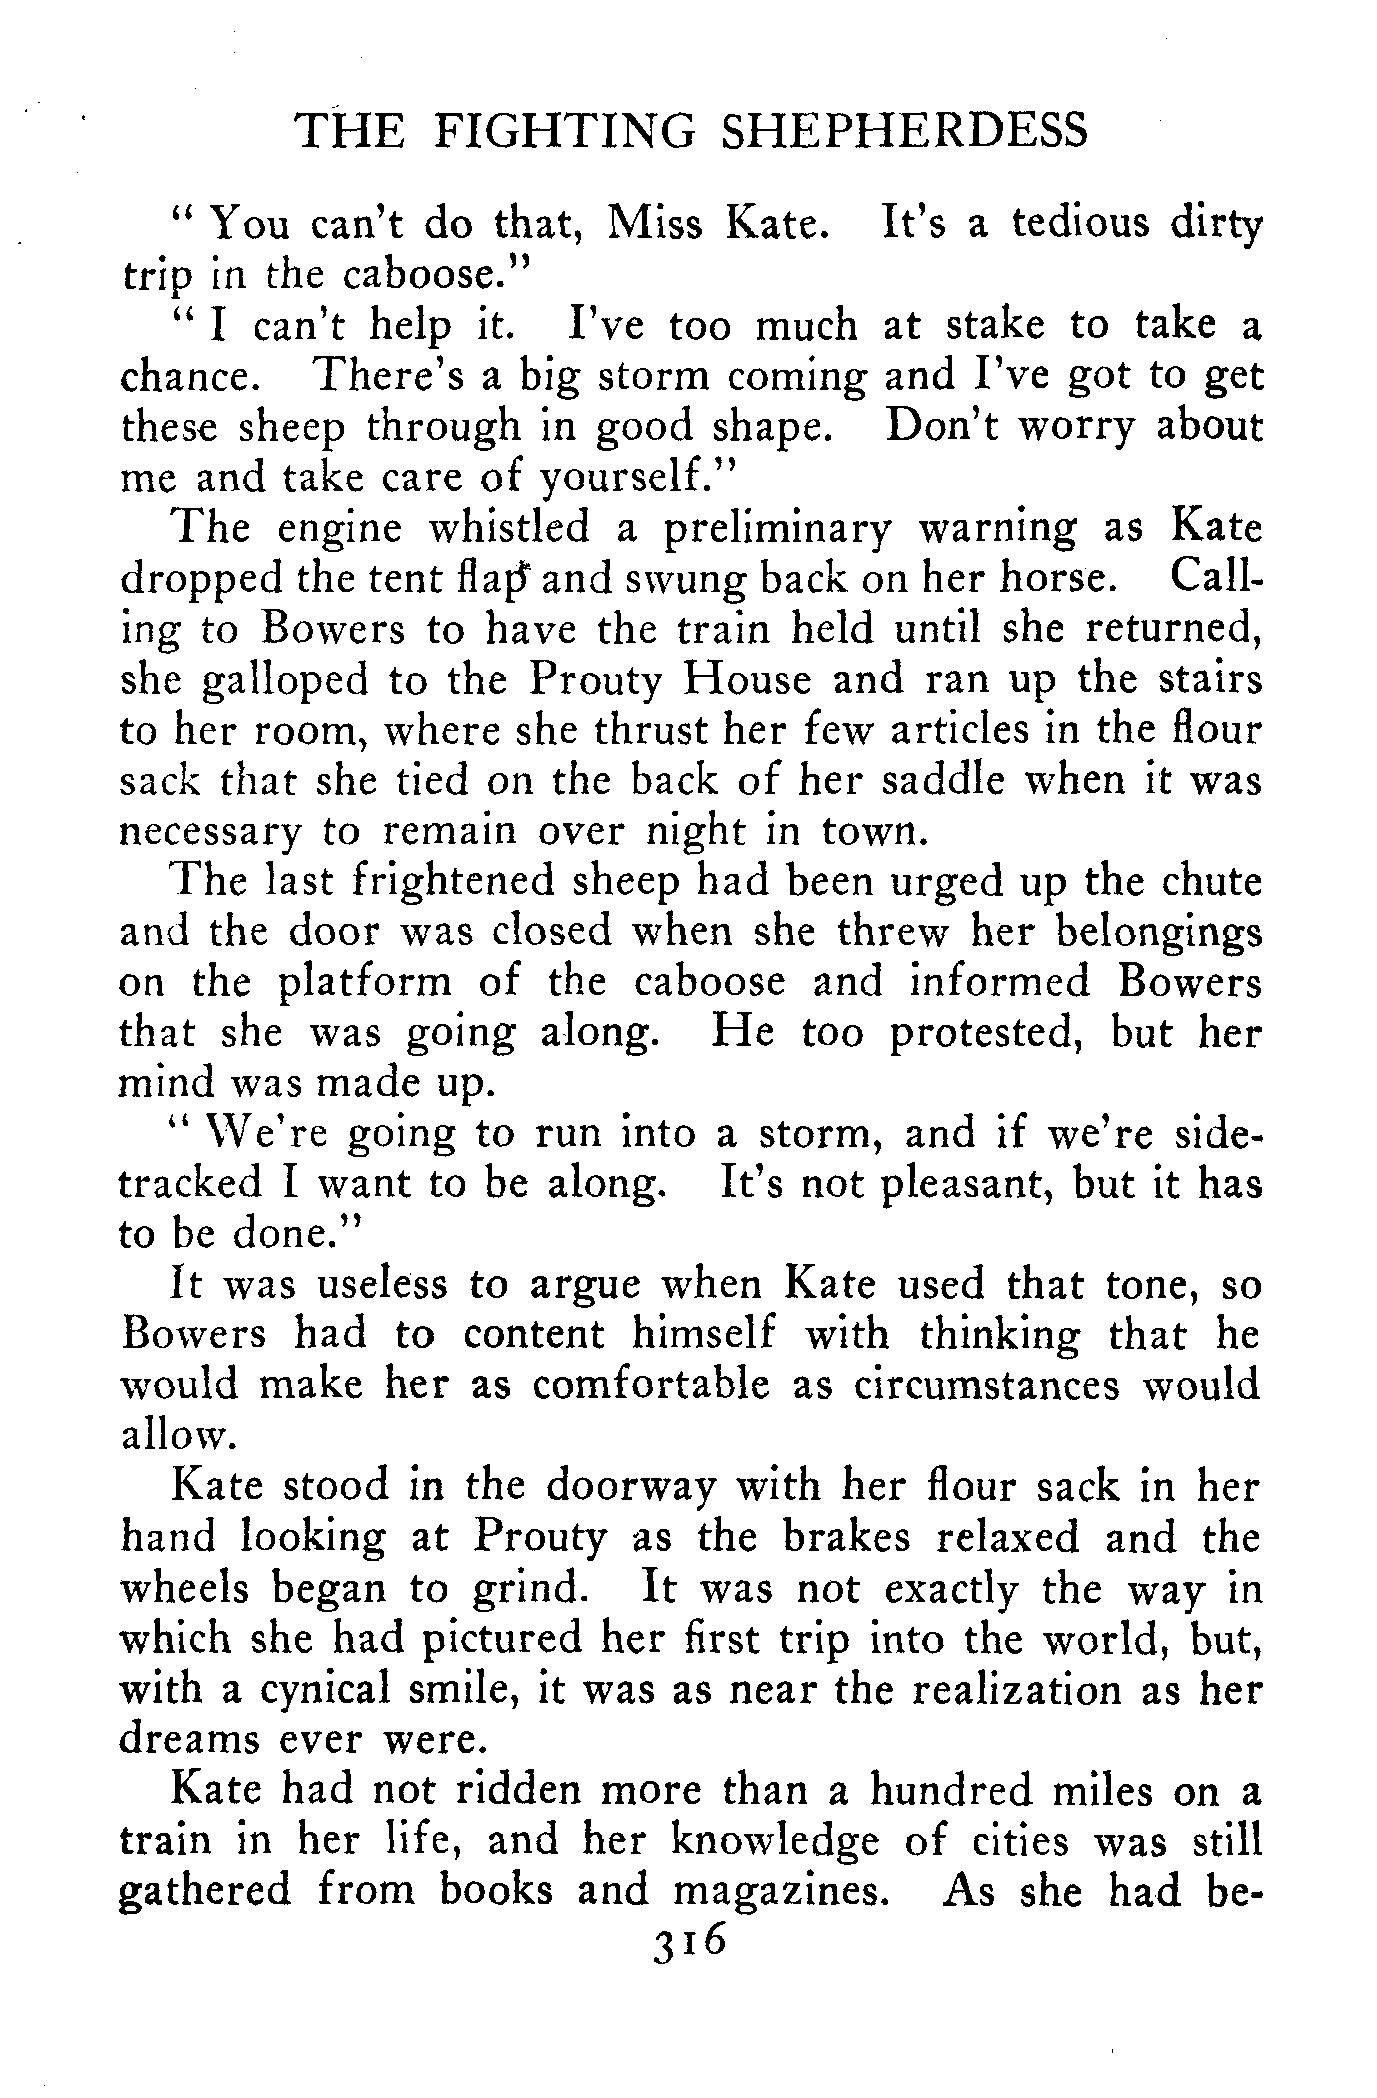 THE FIGHTING SHEPHERDESS
" You can't do that, Miss Kate. It's a tedious dirty
trip in the caboose."
" I can't help it. I've too much at stake to take a
chance. There's a big storm coming and I've got to get
these sheep through in good shape. Don't worry about
me and take care of yourself."
The engine whistled a preliminary warning as Kate
dropped the tent flap and swung back on her horse. Call-
ing to Bowers to have the train held until she returned,
she galloped to the Prouty House and ran up the stairs
to her room, where she thrust her few articles in the flour
sack that she tied on the back of her saddle when it was
necessary to remain over night in town.
The last frightened sheep had been urged up the chute
and the door was closed when she threw her belongings
on the platform of the caboose and informed Bowers
that she was going along. He too protested, but her
mind was made up.
" We're going to run into a storm, and if we're side-
tracked I want to be along. It's not pleasant, but it has
to be done."
It was useless to argue when Kate used that tone, so
Bowers had to content himself with thinking that he
would make her as comfortable as circumstances would
allow.
Kate stood in the doorway with her flour sack in her
hand looking at Prouty as the brakes relaxed and the
wheels began to grind. It was not exactly the way in
which she had pictured her first trip into the world, but,
with a cynical smile, it was as near the realization as her
dreams ever were.
Kate had not ridden more than a hundred miles on a
train in her life, and her knowledge of cities was still
gathered from books and magazines. As she had be-
316